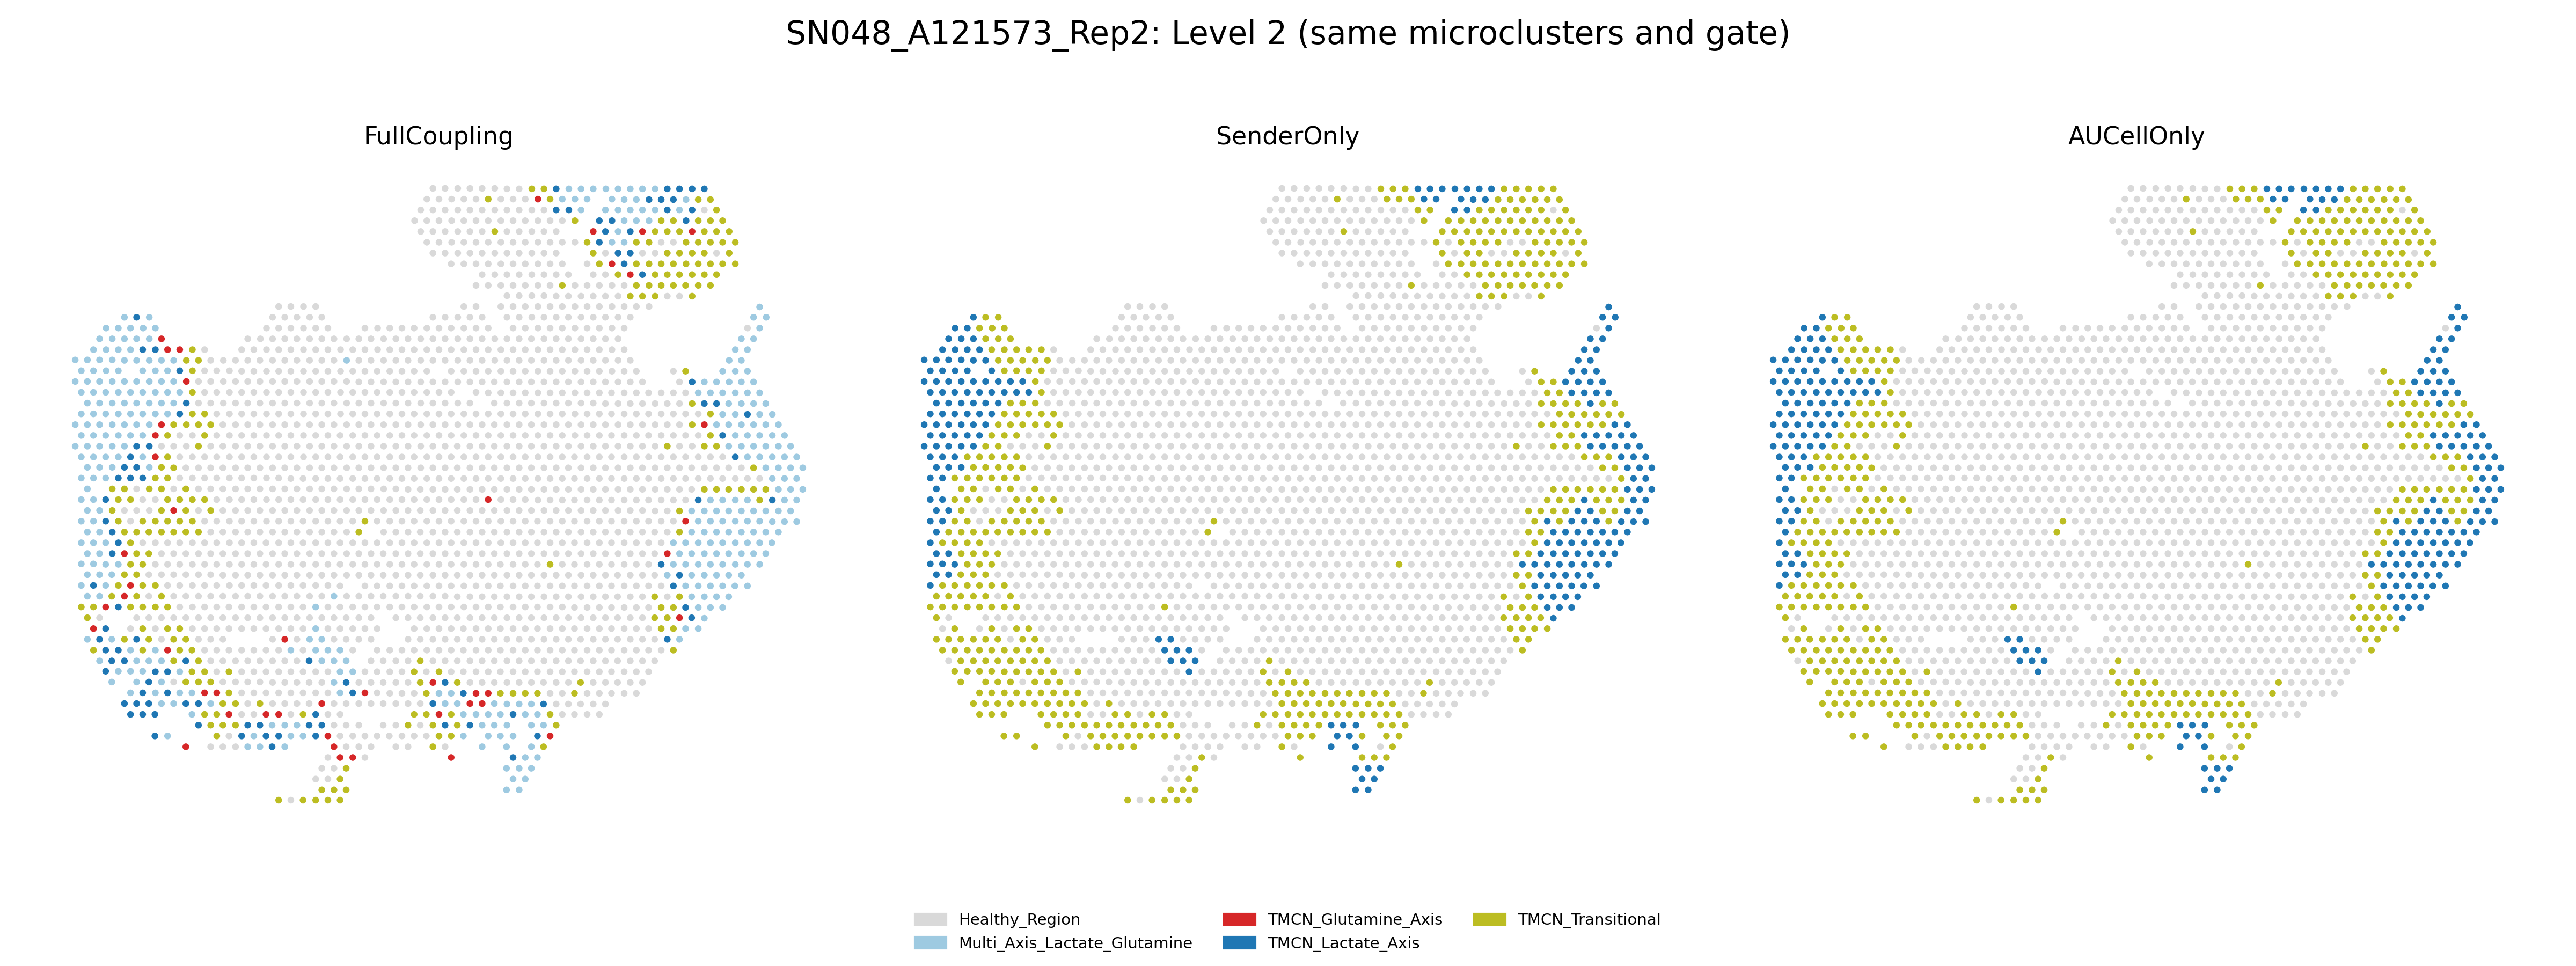 SN048_A121573_Rep2: Level 2 (same microclusters and gate)
FullCoupling
SenderOnly
AUCellOnly
Healthy_Region
Multi_Axis_Lactate_Glutamine
TMCN_Glutamine_Axis
TMCN_Lactate_Axis
TMCN_Transitional